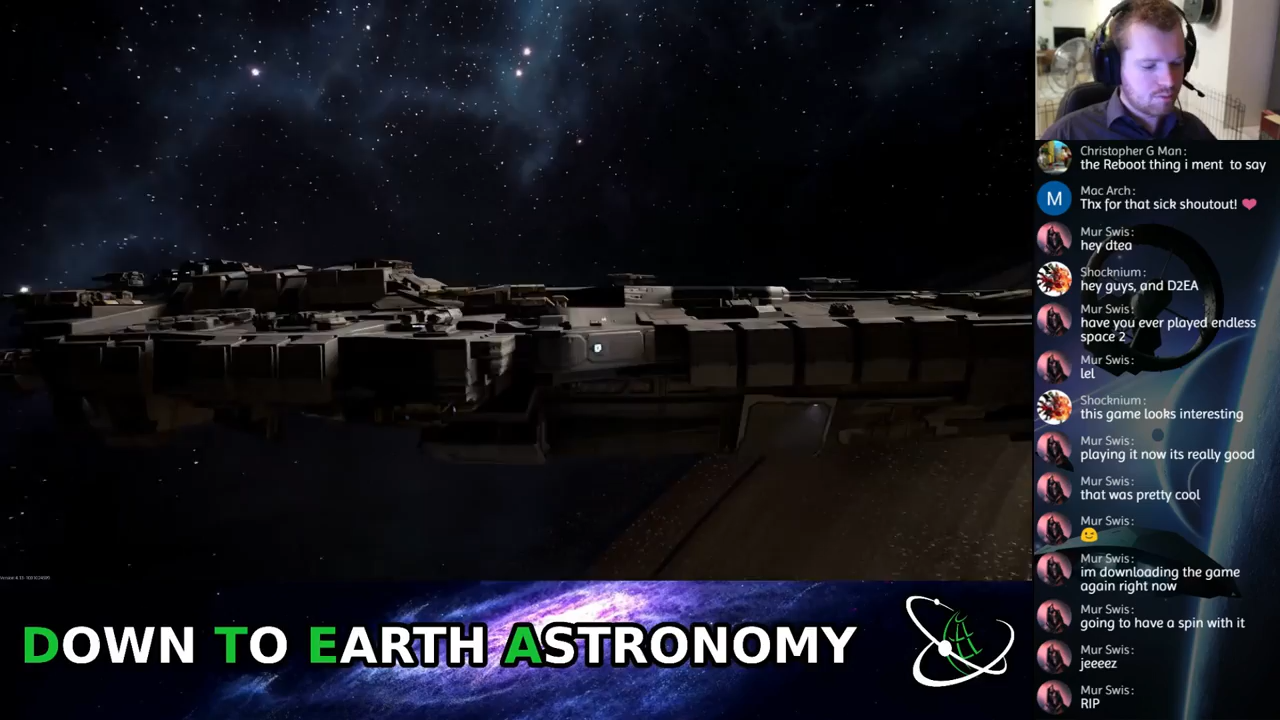 Christopher G Man:
the Reboot thing i ment to say
Mac Arch:
M
Thx for that sick shoutout!
Mur Swis:
hey dtea
Shocknium:
hey guys, and D2EA
Mur Swis:
have you ever played endless
space 2
Mur Swis:
lel
Shocknium:
this game looks interesting
Mur Swis:
playing it now its really good
Mur Swis:
that was pretty cool
Mur Swis:
Mur Swis:
im downloading the game
again right now
Mur Swis:
going to have a spin with it
Mur Swis:
jeeeez
Mur Swis:
RIP
DOWN TO EARTH ASTRONOMY